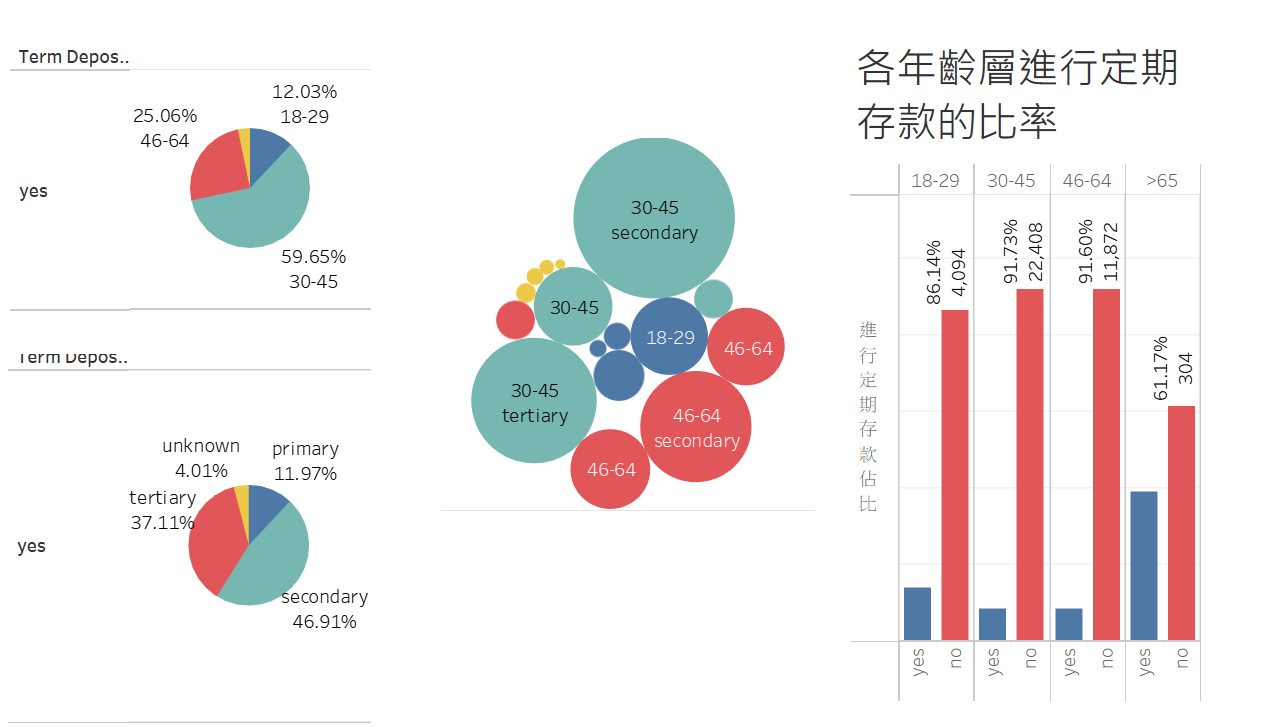 Term Depos..
12.03%
18-29
25.06%
46-64
yes
59.65%
30-45
Term Depos..
unknown
4.01%
primary
11.97%
tertiary
37.11%
yes
secondary
46.91%
30-45
secondary
30-45
18-29
46-64
30-45
tertiary
46-64
secondary
46-64
各年齡層進行定期
存款的比率
18-29
30-45
46-64
>65
進行定期存款佔比
86.14%
4,094
91.73%
22,408
91.60%
11,872
61.17%
304
yes
no
yes
no
yes
no
yes
no